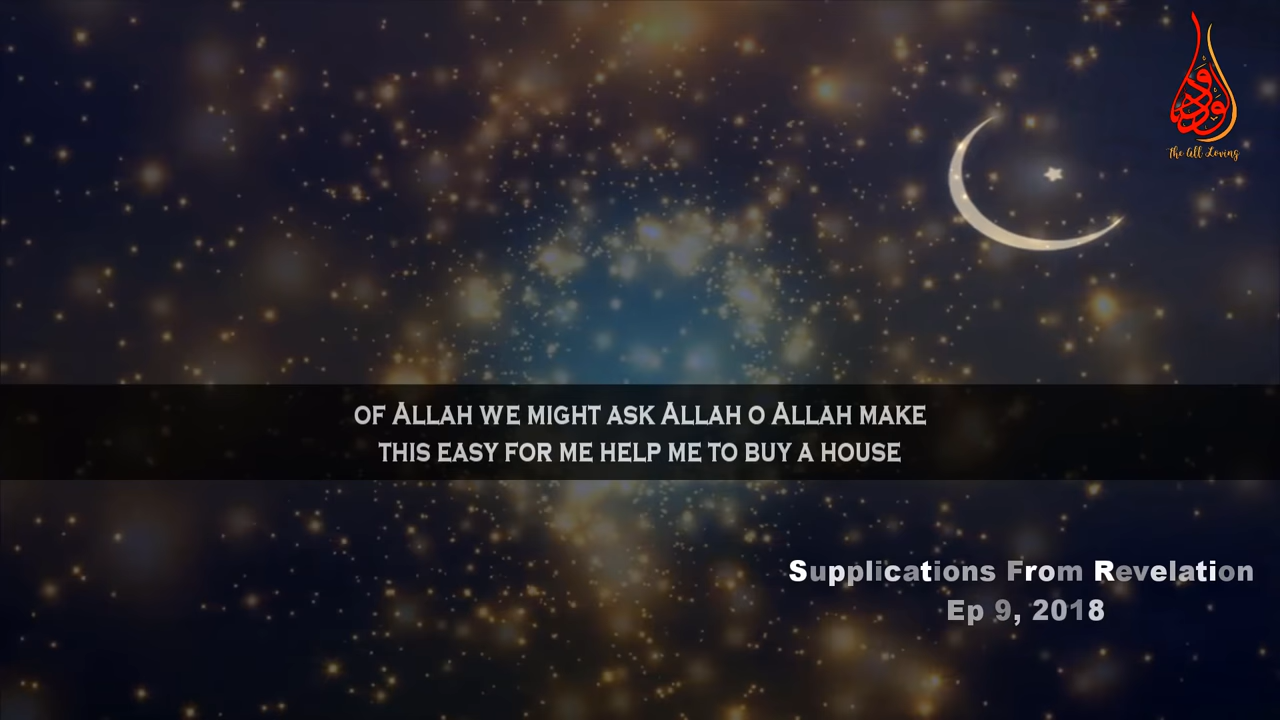 الودود
The All Loving
OF ALLAH WE MIGHT ASK ALLAH O ALLAH MAKE
THIS EASY FOR ME HELP ME TO BUY A HOUSE
Supplications From Revelation
Ep 9, 2018